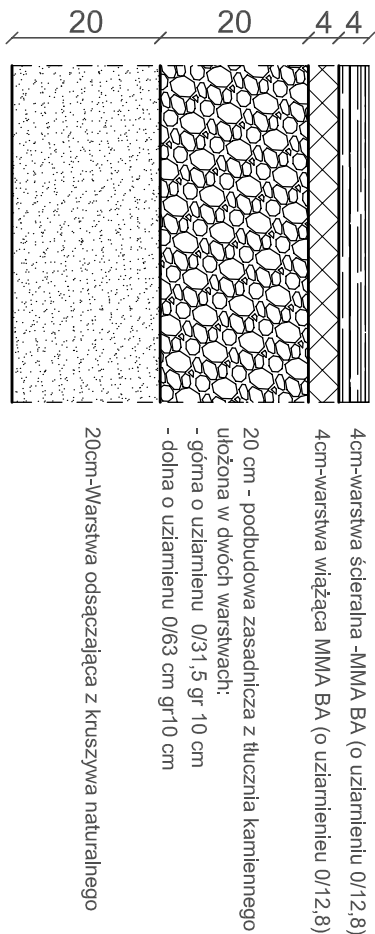 20 20 4 4
4cm-warstwa ścieralna -MMA BA (o uziarnieniu 0/12,8)
4cm-warstwa wiążąca MMA BA (o uziarnienieu 0/12,8)
20 cm - podbudowa zasadnicza z tłucznia kamiennego
ułożona w dwóch warstwach:
- górna o uziarnieniu 0/31,5 gr 10 cm
- dolna o uziarnieniu 0/63 cm gr10 cm
20cm-Warstwa odsączająca z kruszywa naturalnego